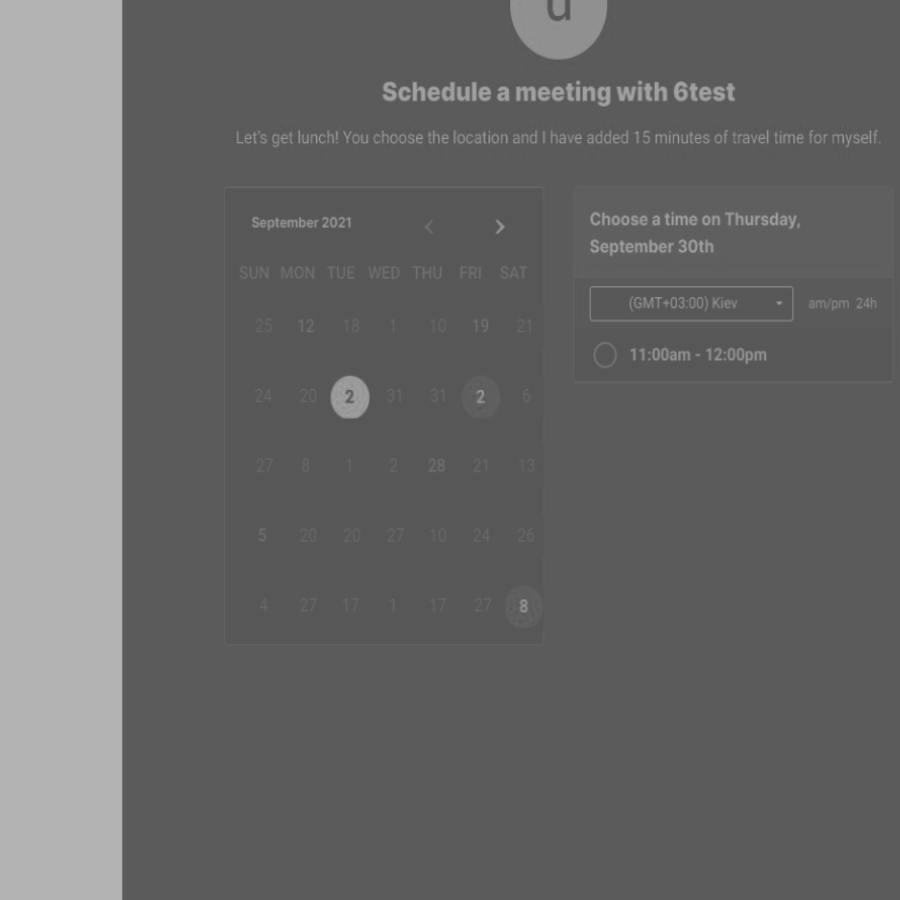 u
Schedule a meeting with 6test
Let's get lunch! You choose the location and I have added 15 minutes of travel time for myself.
September 2021
SUN MON TUE WED THU FRI SAT
25 12 18 1 10 19 21
24 20 2 31 31 2 6
27 8 1 2 28 21 13
5 20 20 27 10 24 26
4 27 17 1 17 27 8
Choose a time on Thursday,
September 30th
(GMT+03:00) Kiev am/pm 24h
11:00am - 12:00pm